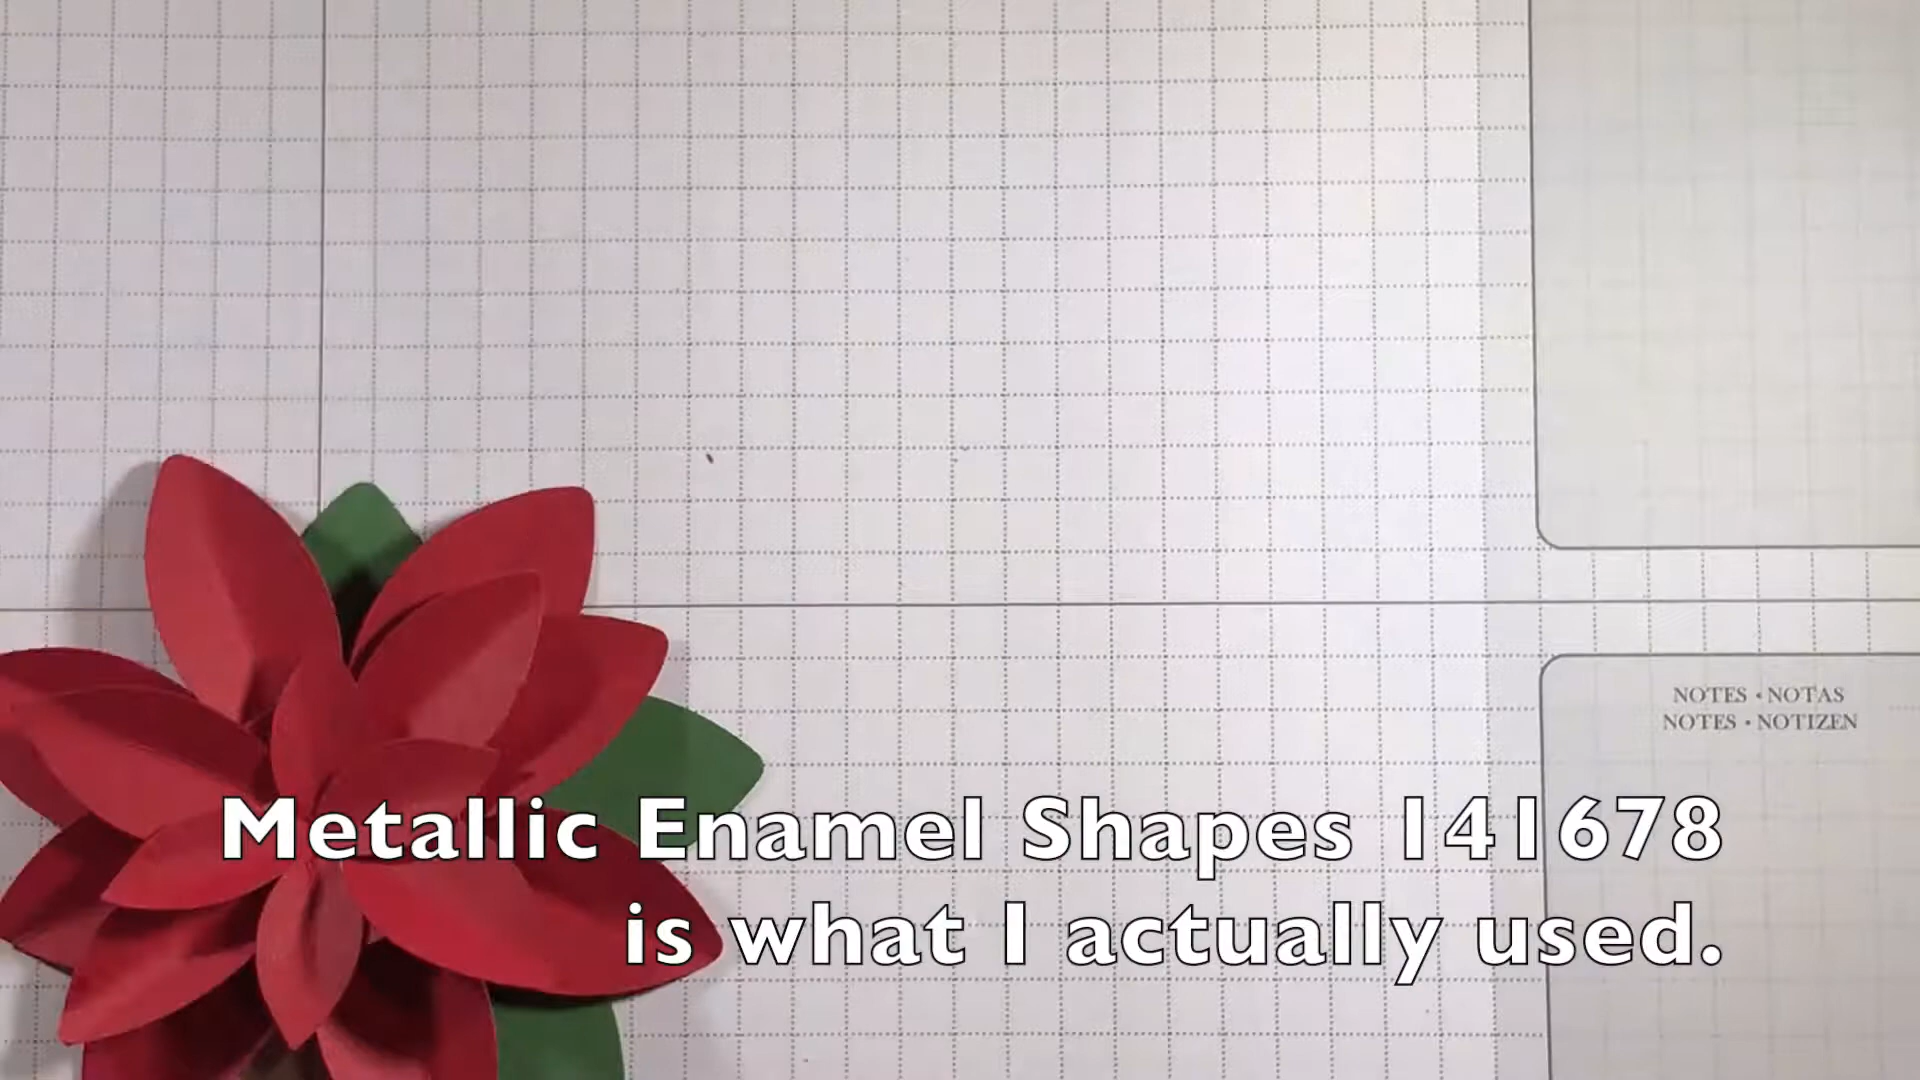 NOTES • NOTAS
NOTES • NOTIZEN
Metallic Enamel Shapes 141678
is what I actually used.